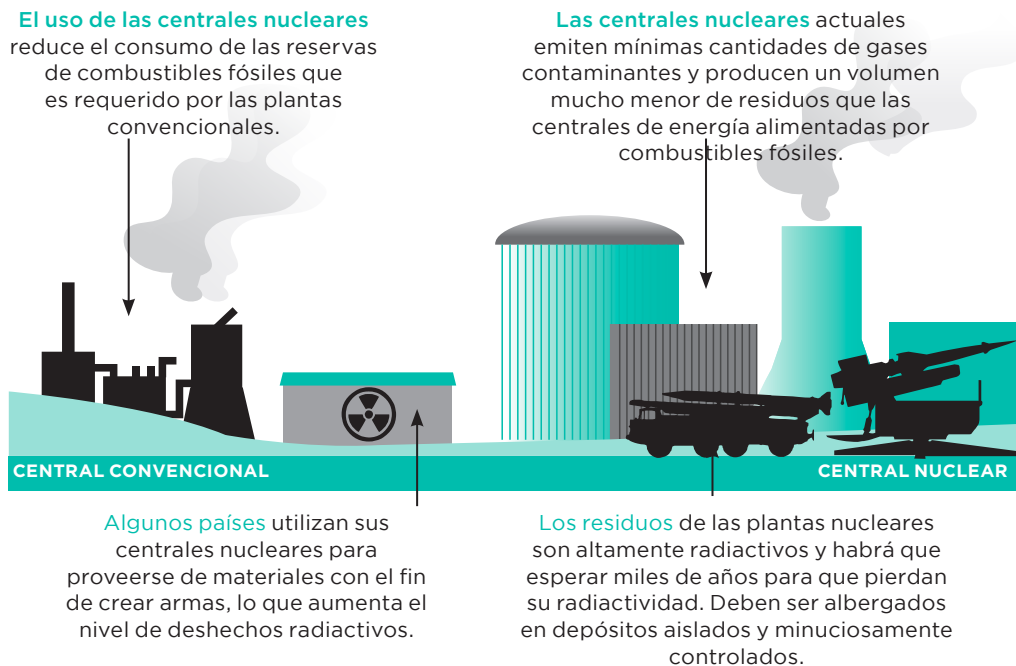 El uso de las centrales nucleares
reduce el consumo de las reservas
de combustibles fósiles que
es requerido por las plantas
convencionales.
Las centrales nucleares actuales
emiten mínimas cantidades de gases
contaminantes y producen un volumen
mucho menor de residuos que las
centrales de energía alimentadas por
combustibles fósiles.
CENTRAL CONVENCIONAL
CENTRAL NUCLEAR
Algunos países utilizan sus
centrales nucleares para
proveerse de materiales con el fin
de crear armas, lo que aumenta el
nivel de deshechos radiactivos.
Los residuos de las plantas nucleares
son altamente radiactivos y habrá que
esperar miles de años para que pierdan
su radiactividad. Deben ser albergados
en depósitos aislados y minuciosamente
controlados.